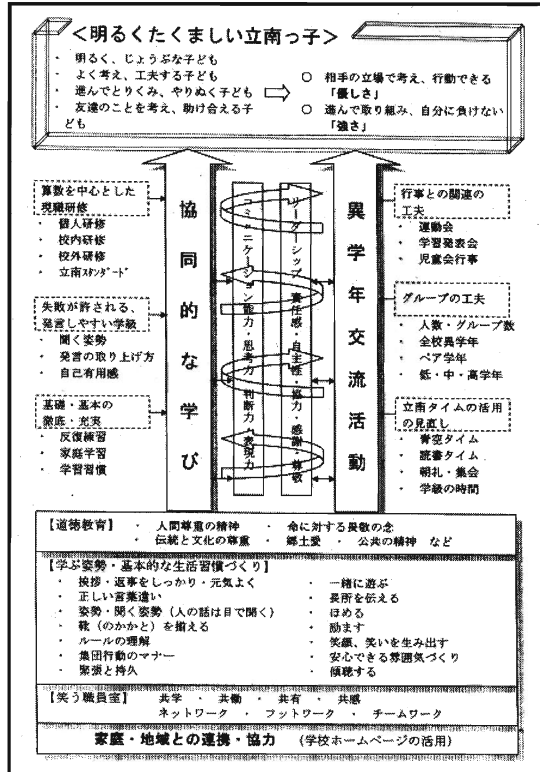 ＜明るくたくましい立南っ子＞
・ 明るく、じょうぶな子ども
・ よく考え、工夫する子ども
・ 進んでとりくみ、やりぬく子ども
・ 友達のことを考え、助け合える子
ども
○ 相手の立場で考え、行動できる
「優しさ」
○ 進んで取り組み、自分に負けない
「強さ」
算数を中心とした
現職研修
・ 個人研修
・ 校内研修
・ 校外研修
・ 立南ｽﾀﾝﾀﾞｰﾄﾞ
失敗が許される、
発言しやすい学級
・ 聞く姿勢
・ 発言の取り上げ方
・ 自己有用感
基礎・基本の
徹底・充実
・ 反復練習
・ 家庭学習
・ 学習習慣
協同的な学び
コミュニケーション能力・思考力・判断力・表現力
リーダーシップ・責任感・自主性・協力・感謝・尊敬
異学年交流活動
行事との関連の
工夫
・ 運動会
・ 学習発表会
・ 児童会行事
グループの工夫
・ 人数・グループ数
・ 全校異学年
・ ペア学年
・ 低・中・高学年
立南タイムの活用
の見直し
・ 青空タイム
・ 読書タイム
・ 朝礼・集会
・ 学級の時間
【道徳教育】 ・ 人間尊重の精神 ・ 命に対する畏敬の念
・ 伝統と文化の尊重 ・ 郷土愛 ・ 公共の精神 など
【学ぶ姿勢・基本的な生活習慣づくり】
・ 挨拶・返事をしっかり・元気よく
・ 正しい言葉遣い
・ 姿勢・聞く姿勢（人の話は目で聞く）
・ 靴（のかかと）を揃える
・ ルールの理解
・ 集団行動のマナー
・ 緊張と持久
・ 一緒に遊ぶ
・ 長所を伝える
・ ほめる
・ 励ます
・ 笑顔、笑いを生み出す
・ 安心できる雰囲気づくり
・ 傾聴する
【笑う職員室】 共学 ・ 共働 ・ 共有 ・ 共感
ネットワーク ・ フットワーク ・ チームワーク
家庭・地域との連携・協力 （学校ホームページの活用）